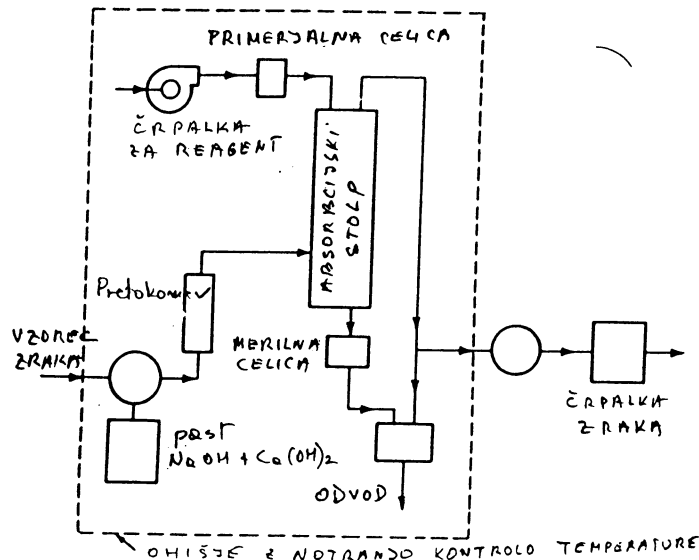 PRIMERJALNA CELICA
ČRPALKA
ZA REAGENT
ABSORBCIJSKI
STOLP
Pretokomer
VZOREC
ZRAKA
MERILNA
CELICA
past
NaOH + Ca(OH)2
ČRPALKA
ZRAKA
ODVOD
OHIŠJE Z NOTRANJO KONTROLO TEMPERATURE